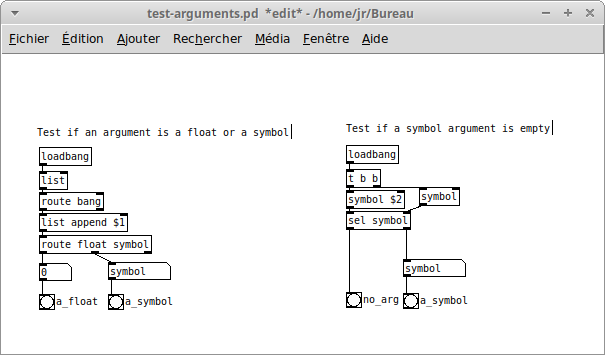 test-arguments.pd *edit* - /home/jr/Bureau
Fichier Édition Ajouter Rechercher Média Fenêtre Aide
Test if an argument is a float or a symbol
loadbang
list
route bang
list append $1
route float symbol
0
symbol
a_float
a_symbol
Test if a symbol argument is empty
loadbang
t b b
symbol $2
symbol
sel symbol
symbol
no_arg
a_symbol